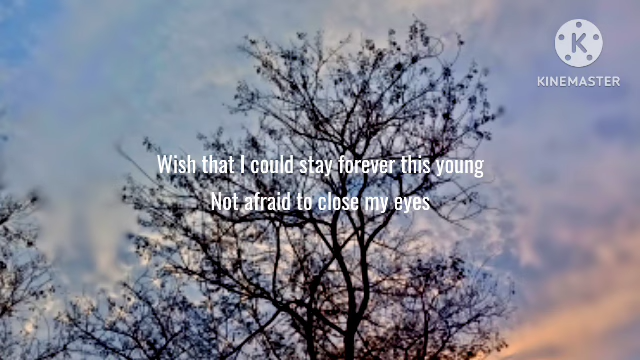 KINEMASTER
Wish that I could stay forever this young
Not afraid to close my eyes